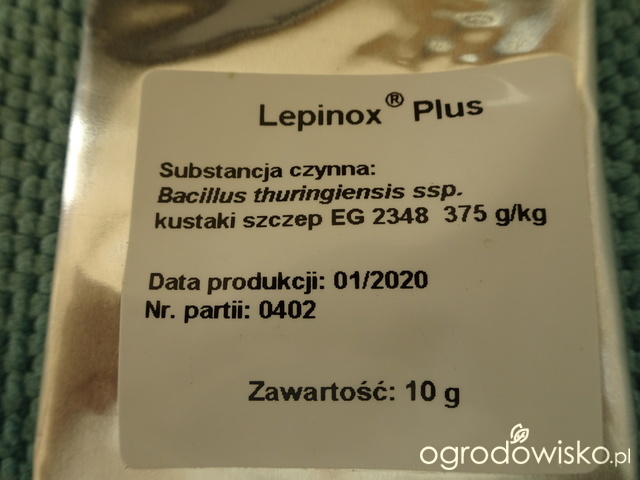 Lepinox® Plus
Substancja czynna:
Bacillus thuringiensis ssp.
kustaki szczep EG 2348 375 g/kg
Data produkcji: 01/2020
Nr. partii: 0402
Zawartość: 10 g
ogrodowisko.pl